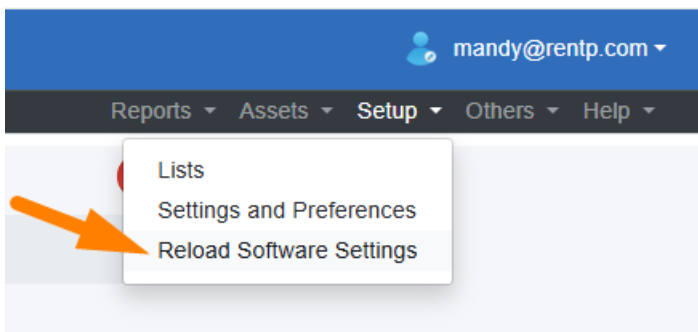 mandy@rentp.com
Reports Assets Setup Others Help
Lists
Settings and Preferences
Reload Software Settings